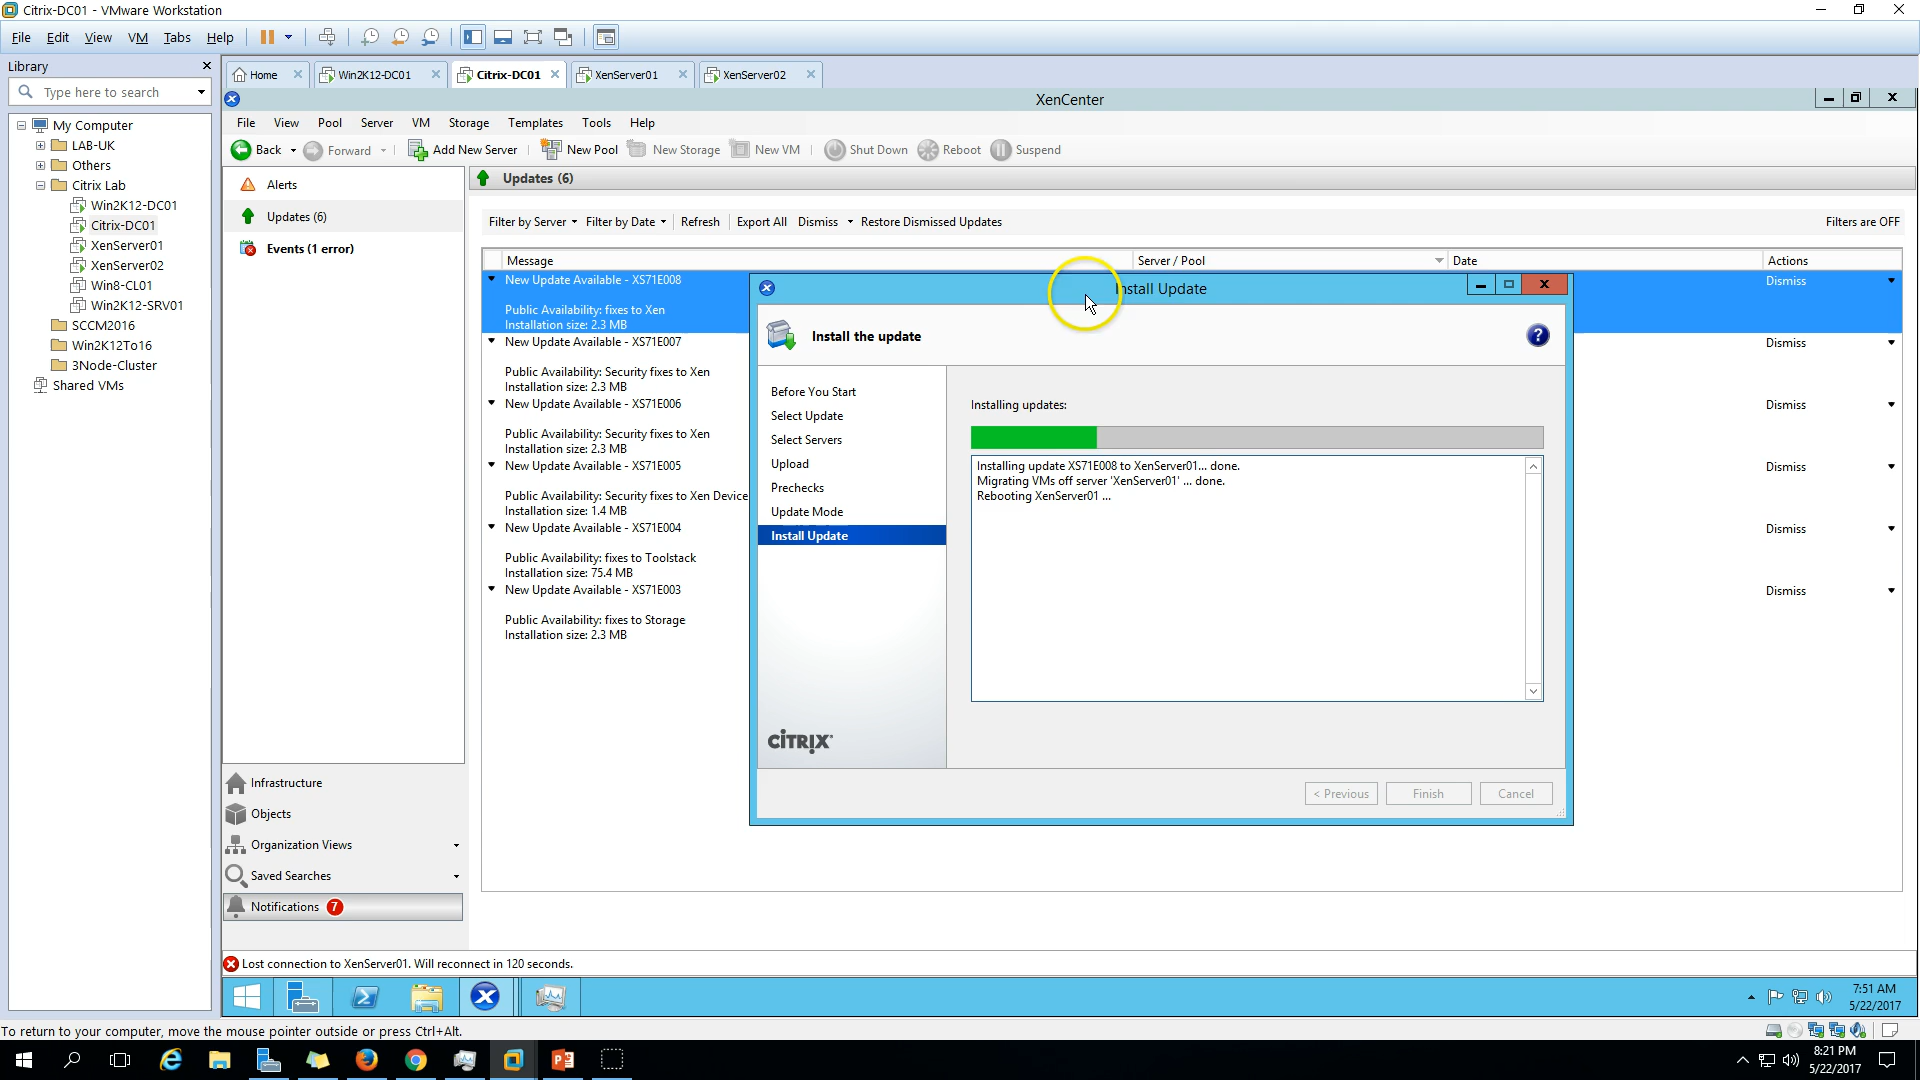 Citrix-DC01 - VMware Workstation
File Edit View VM Tabs Help
Library
Type here to search
My Computer
LAB-UK
Others
Citrix Lab
Win2K12-DC01
Citrix-DC01
XenServer01
XenServer02
Win8-CL01
Win2K12-SRV01
SCCM2016
Win2K12To16
3Node-Cluster
Shared VMs
Home Win2K12-DC01 Citrix-DC01 XenServer01 XenServer02
XenCenter
File View Pool Server VM Storage Templates Tools Help
Back Forward Add New Server New Pool New Storage New VM Shut Down Reboot Suspend
Alerts
Updates (6)
Events (1 error)
Infrastructure
Objects
Organization Views
Saved Searches
Notifications 7
Updates (6)
Filter by Server Filter by Date Refresh Export All Dismiss Restore Dismissed Updates Filters are OFF
Message Server / Pool Date Actions
New Update Available - XS71E008 Dismiss
Public Availability: fixes to Xen
Installation size: 2.3 MB
New Update Available - XS71E007 Dismiss
Public Availability: Security fixes to Xen
Installation size: 2.3 MB
New Update Available - XS71E006 Dismiss
Public Availability: Security fixes to Xen
Installation size: 2.3 MB
New Update Available - XS71E005 Dismiss
Public Availability: Security fixes to Xen Device
Installation size: 1.4 MB
New Update Available - XS71E004 Dismiss
Public Availability: fixes to Toolstack
Installation size: 75.4 MB
New Update Available - XS71E003 Dismiss
Public Availability: fixes to Storage
Installation size: 2.3 MB
nstall Update
Install the update
Before You Start
Select Update
Select Servers
Upload
Prechecks
Update Mode
Install Update
CITRIX
Installing updates:
Installing update XS71E008 to XenServer01... done.
Migrating VMs off server 'XenServer01' ... done.
Rebooting XenServer01 ...
< Previous Finish Cancel
Lost connection to XenServer01. Will reconnect in 120 seconds.
7:51 AM
5/22/2017
To return to your computer, move the mouse pointer outside or press Ctrl+Alt.
8:21 PM
5/22/2017